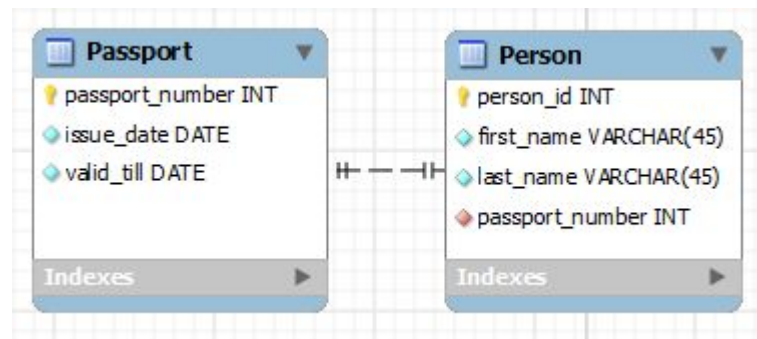 Passport
passport_number INT
issue_date DATE
valid_till DATE
Indexes
Person
person_id INT
first_name VARCHAR(45)
last_name VARCHAR(45)
passport_number INT
Indexes